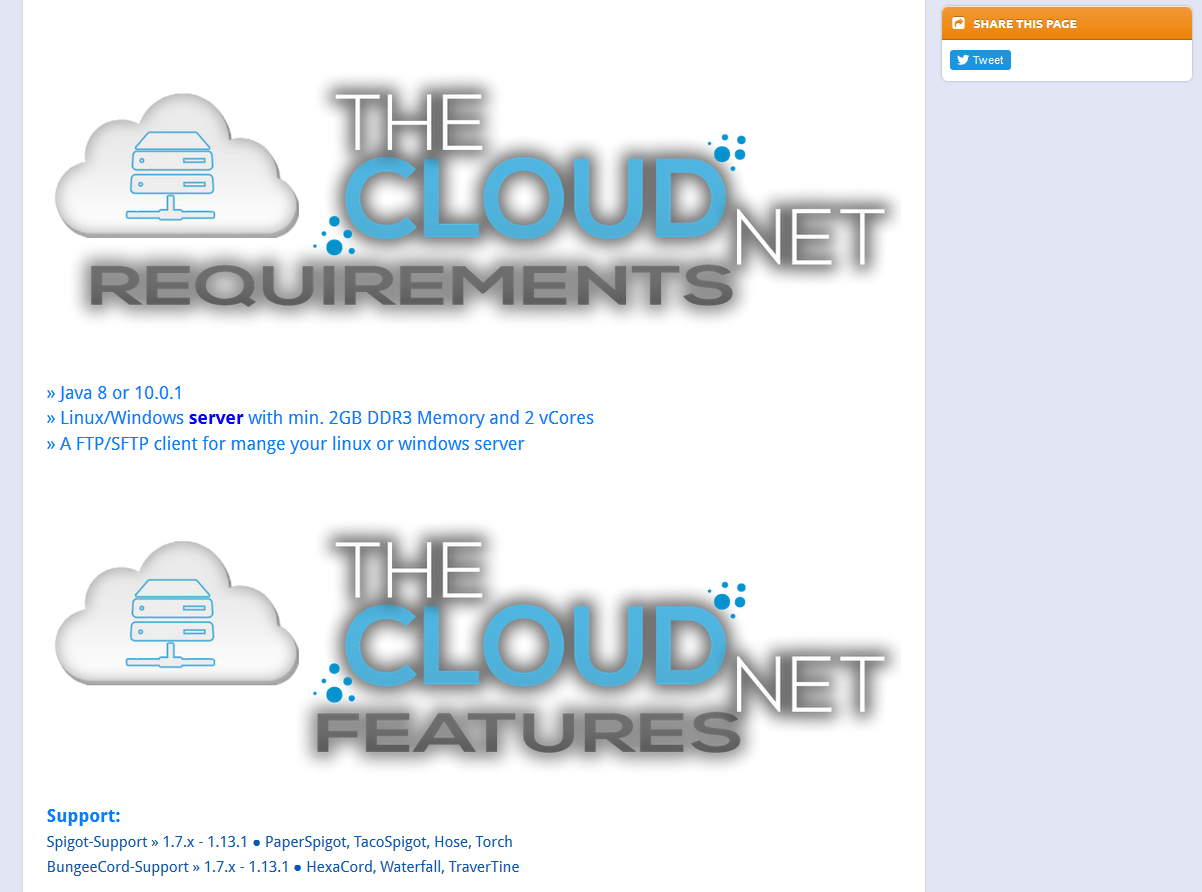 SHARE THIS PAGE
Tweet
THE
CLOUD
NET
REQUIREMENTS
» Java 8 or 10.0.1
» Linux/Windows server with min. 2GB DDR3 Memory and 2 vCores
» A FTP/SFTP client for mange your linux or windows server
THE
CLOUD
NET
FEATURES
Support:
Spigot-Support » 1.7.x - 1.13.1 ● PaperSpigot, TacoSpigot, Hose, Torch
BungeeCord-Support » 1.7.x - 1.13.1 ● HexaCord, Waterfall, TraverTine